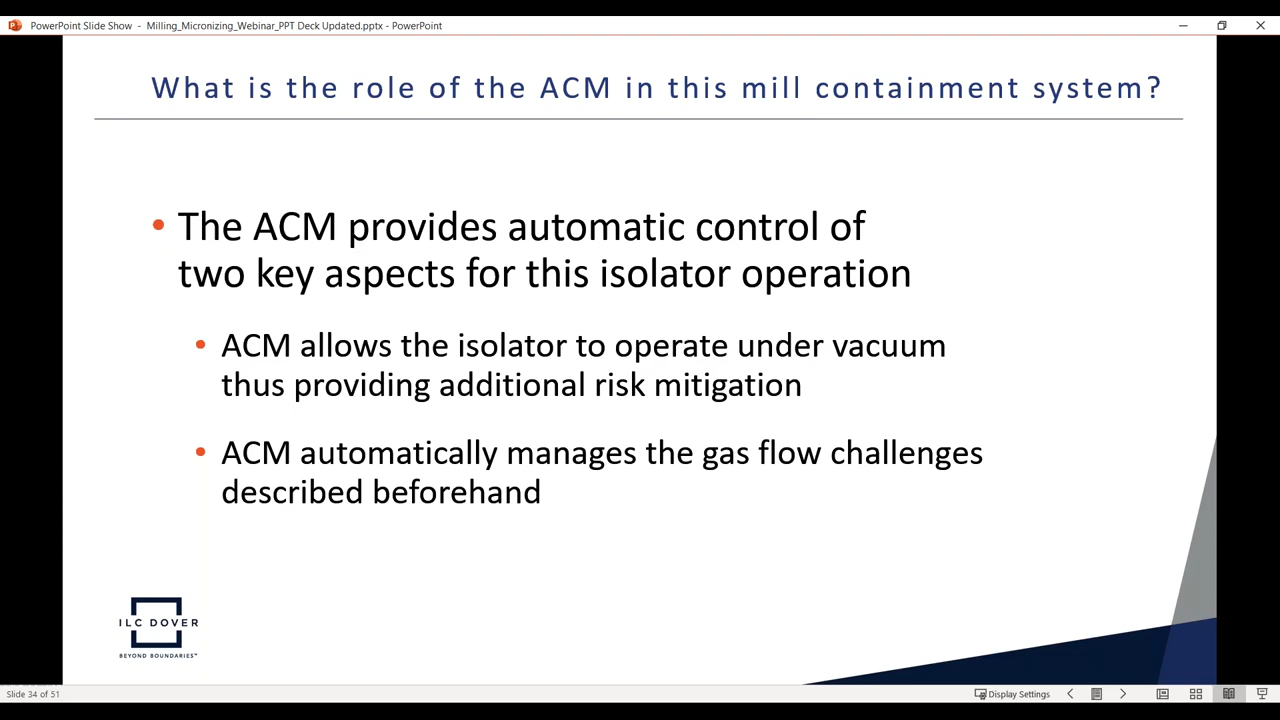 PowerPoint Slide Show - Milling_Micronizing_Webinar_PPT Deck Updated.pptx - PowerPoint
What is the role of the ACM in this mill containment system?
• The ACM provides automatic control of
two key aspects for this isolator operation
• ACM allows the isolator to operate under vacuum
thus providing additional risk mitigation
• ACM automatically manages the gas flow challenges
described beforehand
ILC DOVER
BEYOND BOUNDARIES™
Slide 34 of 51
Display Settings